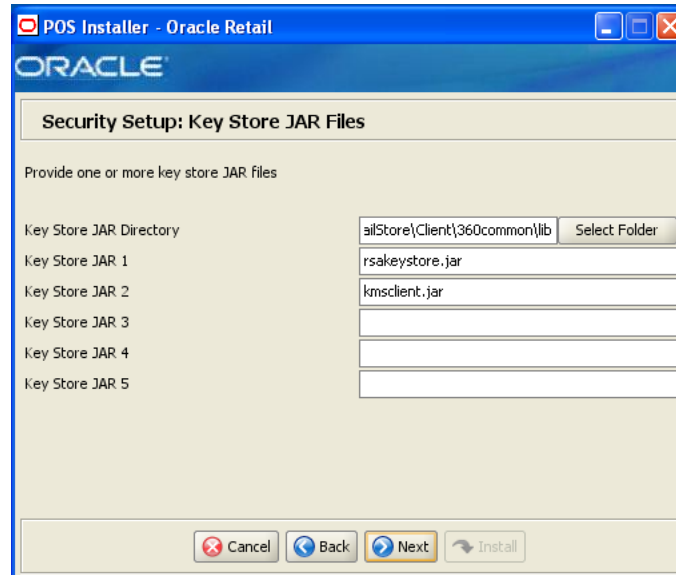 POS Installer - Oracle Retail
ORACLE
Security Setup: Key Store JAR Files
Provide one or more key store JAR files
Key Store JAR Directory ailStore\Client\360common\lib Select Folder
Key Store JAR 1 rsakeystore.jar
Key Store JAR 2 kmsclient.jar
Key Store JAR 3
Key Store JAR 4
Key Store JAR 5
Cancel Back Next Install